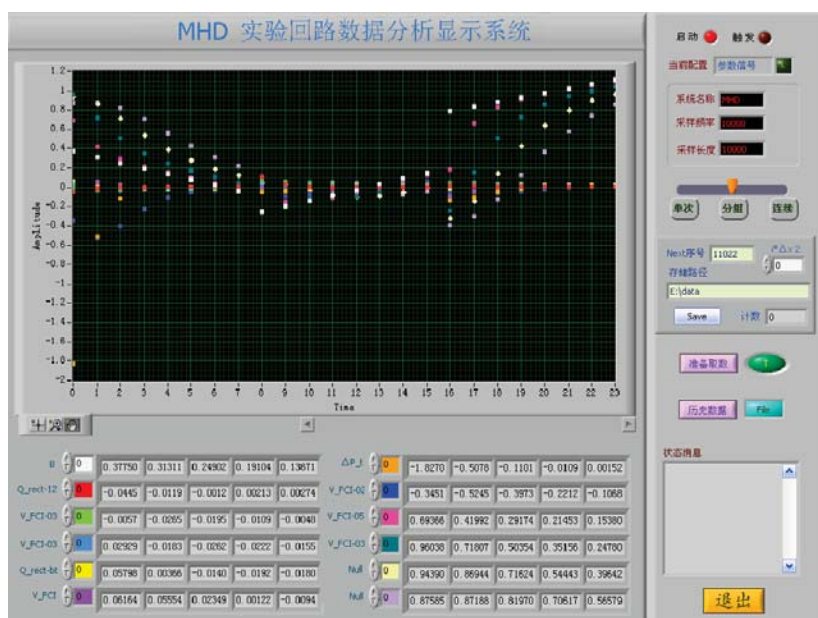 MHD 实验回路数据分析显示系统
启动 触发
当前配置 参数信号
系统名称 MHD
采样频率 10000
采样长度 10000
单次 分组 连续
Next序号 11022
0
存储路径
E:\data
Save 计数 0
准备取数
历史数据 File
状态消息
退出
Amplitude
1.2
1
0.8
0.6
0.4
0.2
0
-0.2
-0.4
-0.6
-0.8
-1
-1.2
-1.4
-1.6
-1.8
-2
0 1 2 3 4 5 6 7 8 9 10 11 12 13 14 15 16 17 18 19 20 21 22 23
Time
B 0 0.37750 0.31311 0.24902 0.19104 0.13871
Q_rect-12 0 -0.0445 -0.0119 -0.0012 0.00213 0.00274
V_FCI-03 0 -0.0057 -0.0265 -0.0195 -0.0109 -0.0048
V_FCI-03 0 0.02929 -0.0183 -0.0262 -0.0222 -0.0155
Q_rect-bt 0 0.05798 0.00366 -0.0140 -0.0192 -0.0180
V_FCI 0 0.06164 0.05554 0.02349 0.00122 -0.0094
ΔP_t 0 -1.8270 -0.5078 -0.1101 -0.0109 0.00152
V_FCI-02 0 -0.3451 -0.5245 -0.3973 -0.2212 -0.1068
V_FCI-05 0 0.69366 0.41992 0.29174 0.21453 0.15380
V_FCI-03 0 0.96038 0.71807 0.50354 0.35156 0.24780
Null 0 0.94390 0.86944 0.71624 0.54443 0.39642
Null 0 0.87585 0.87188 0.81970 0.70617 0.56579